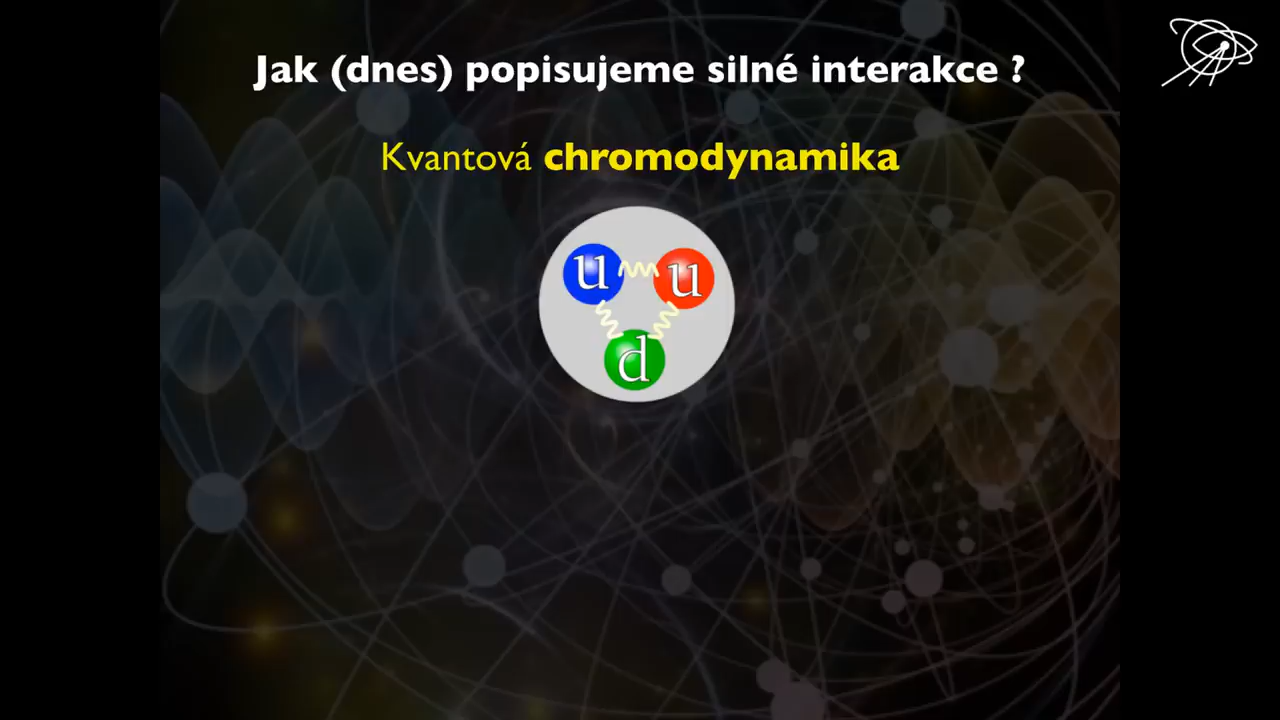 Jak (dnes) popisujeme silné interakce ?
Kvantová chromodynamika
u u
d